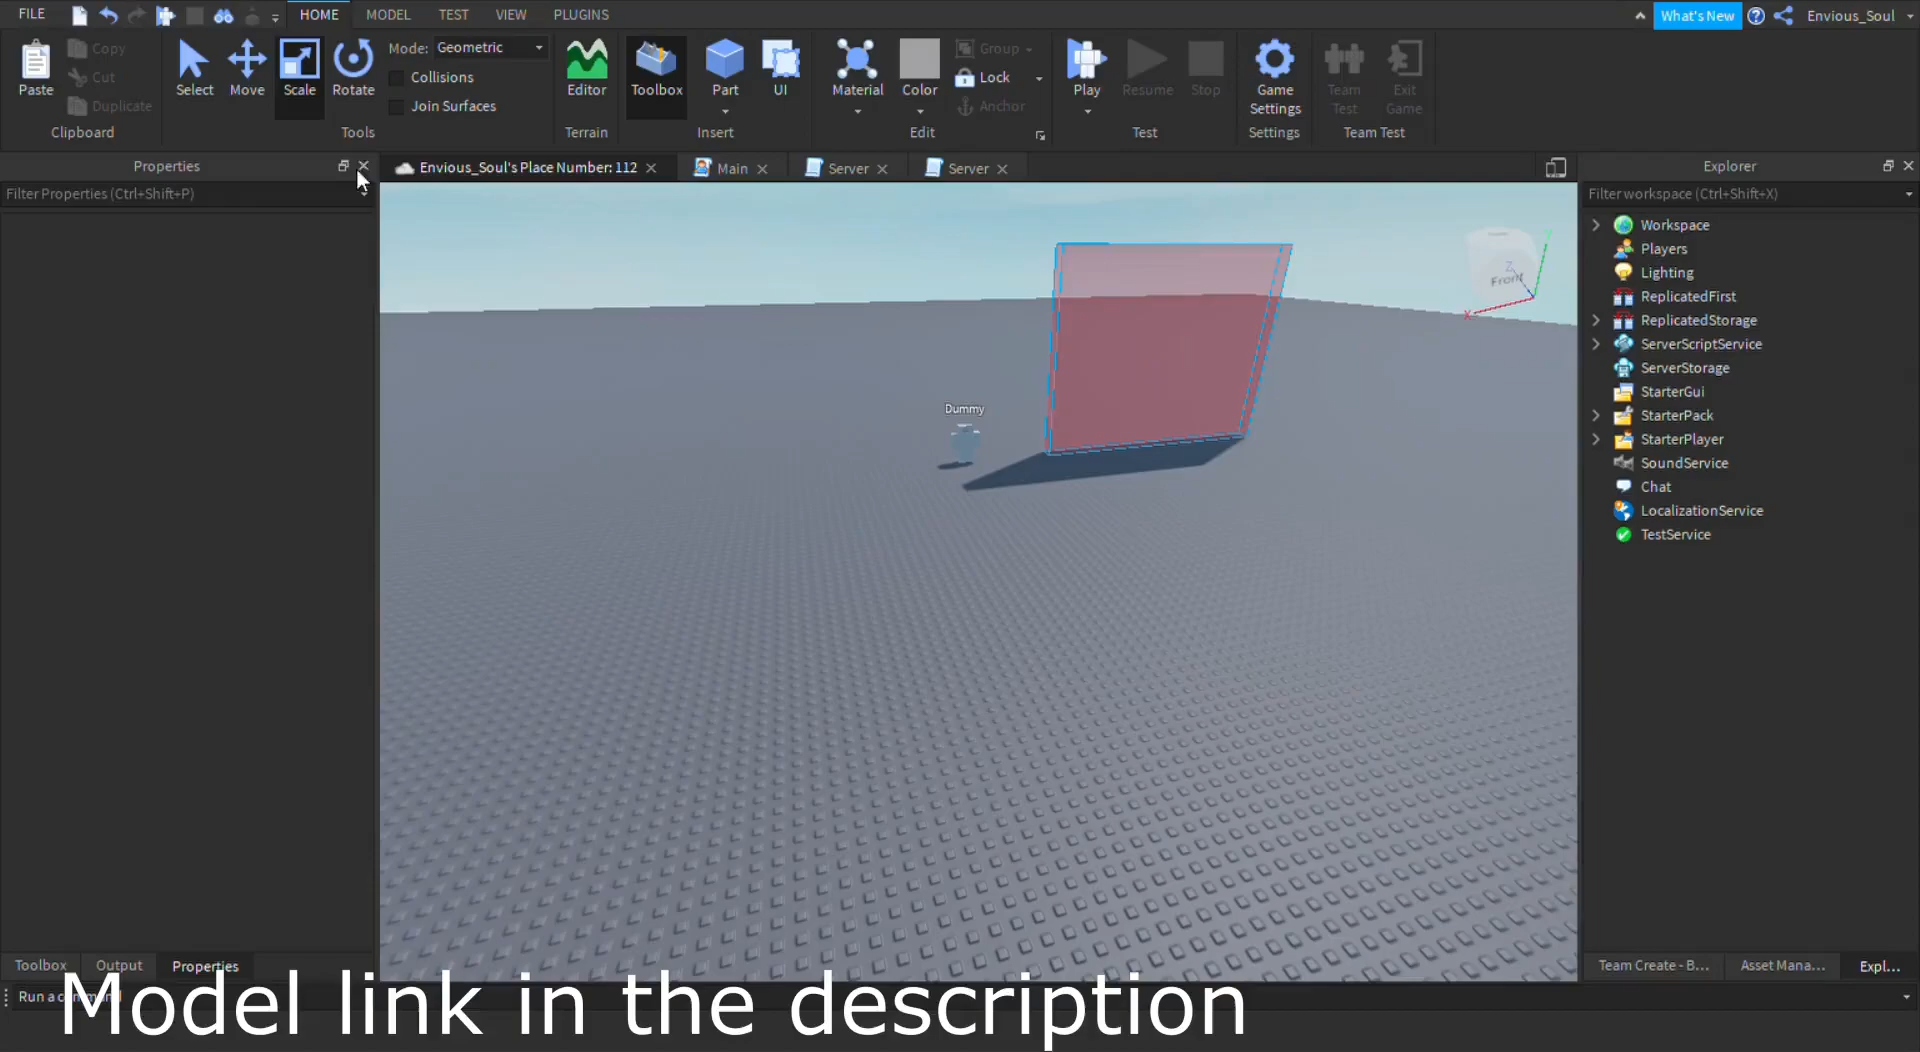 FILE HOME MODEL TEST VIEW PLUGINS What's New Envious_Soul
Paste
Copy
Cut
Duplicate
Clipboard
Select Move Scale Rotate
Mode: Geometric
Collisions
Join Surfaces
Tools
Editor
Terrain
Toolbox Part UI
Insert
Material Color
Group
Lock
Anchor
Edit
Play Resume Stop
Test
Game
Settings
Settings
Team
Test
Exit
Game
Team Test
Properties
Filter Properties (Ctrl+Shift+P)
Envious_Soul's Place Number: 112 Main Server Server
Dummy
Front
Z
X
Explorer
Filter workspace (Ctrl+Shift+X)
Workspace
Players
Lighting
ReplicatedFirst
ReplicatedStorage
ServerScriptService
ServerStorage
StarterGui
StarterPack
StarterPlayer
SoundService
Chat
LocalizationService
TestService
Toolbox Output Properties
Team Create - B... Asset Mana... Expl...
Run a command
Model link in the description